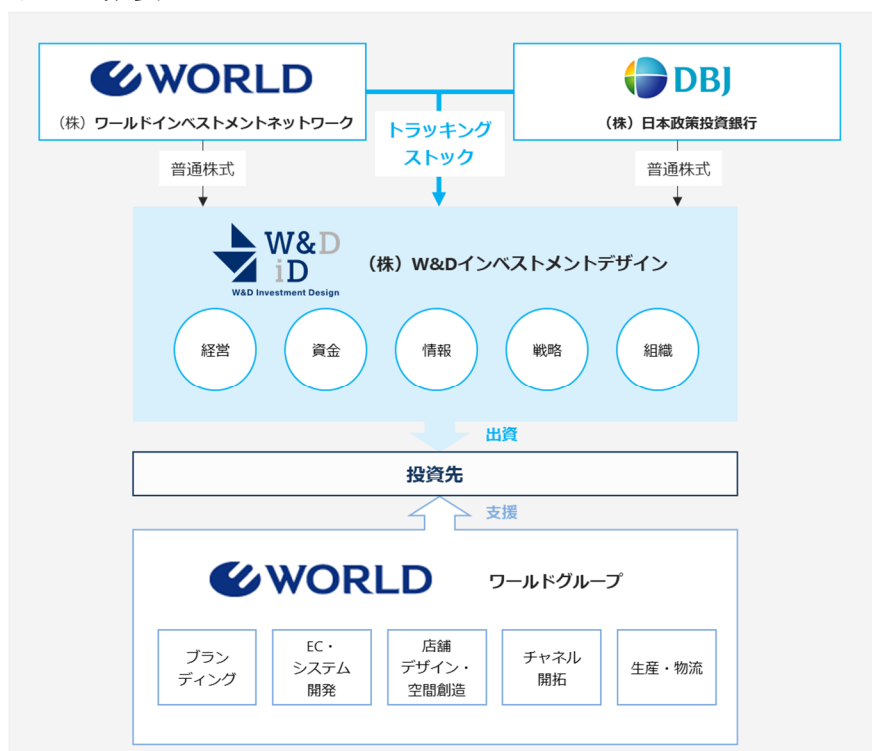 WORLD
DBJ
（株）ワールドインベストメントネットワーク
（株）日本政策投資銀行
トラッキング
ストック
普通株式
普通株式
W&D
iD
W&D Investment Design
（株）W&Dインベストメントデザイン
経営
資金
情報
戦略
組織
出資
投資先
支援
WORLD
ワールドグループ
ブラン
ディング
EC・
システム
開発
店舗
デザイン・
空間創造
チャネル
開拓
生産・物流